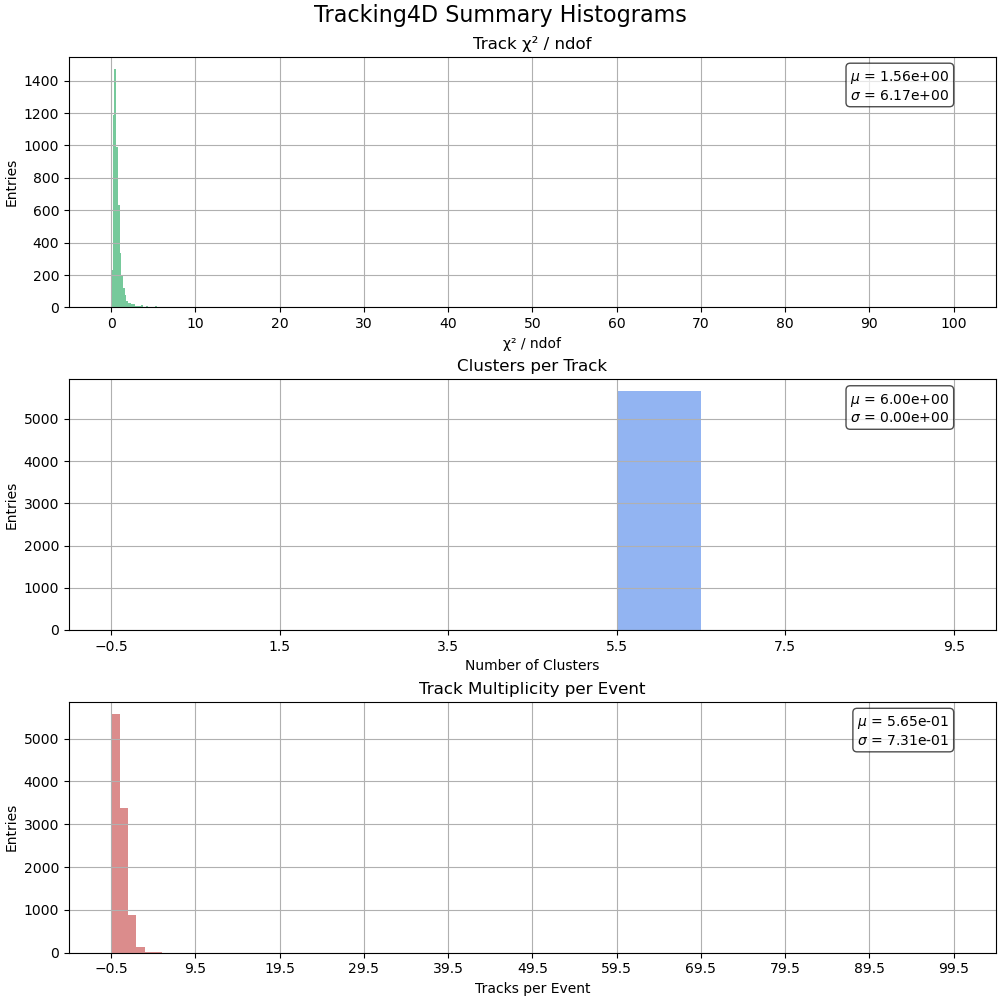 Tracking4D Summary Histograms
Track χ² / ndof
1400
1200
1000
800
600
400
200
0
Entries
μ = 1.56e+00
σ = 6.17e+00
0 10 20 30 40 50 60 70 80 90 100
χ² / ndof
Clusters per Track
5000
4000
3000
2000
1000
0
Entries
μ = 6.00e+00
σ = 0.00e+00
−0.5 1.5 3.5 5.5 7.5 9.5
Number of Clusters
Track Multiplicity per Event
5000
4000
3000
2000
1000
0
Entries
μ = 5.65e-01
σ = 7.31e-01
−0.5 9.5 19.5 29.5 39.5 49.5 59.5 69.5 79.5 89.5 99.5
Tracks per Event